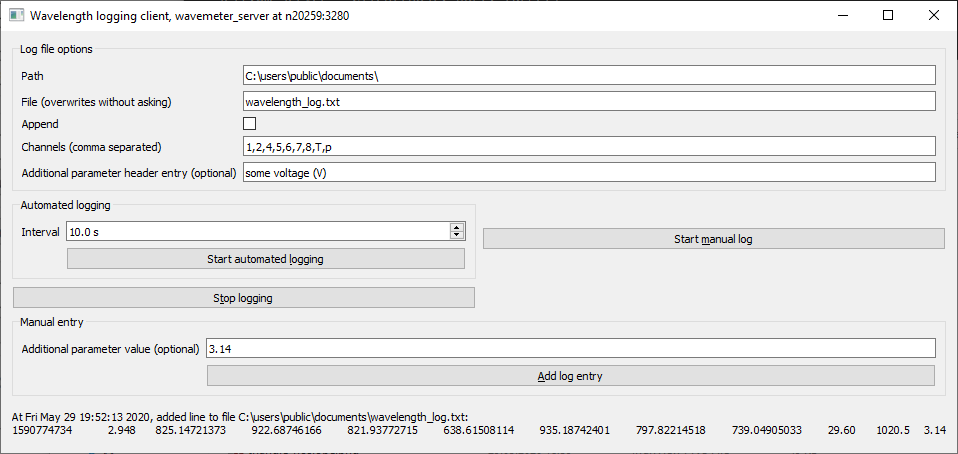 Wavelength logging client, wavemeter_server at n20259:3280
Log file options
Path C:\users\public\documents\
File (overwrites without asking) wavelength_log.txt
Append
Channels (comma separated) 1,2,4,5,6,7,8,T,p
Additional parameter header entry (optional) some voltage (V)
Automated logging
Interval 10.0 s
Start manual log
Start automated logging
Stop logging
Manual entry
Additional parameter value (optional) 3.14
Add log entry
At Fri May 29 19:52:13 2020, added line to file C:\users\public\documents\wavelength_log.txt:
1590774734 2.948 825.14721373 922.68746166 821.93772715 638.61508114 935.18742401 797.82214518 739.04905033 29.60 1020.5 3.14